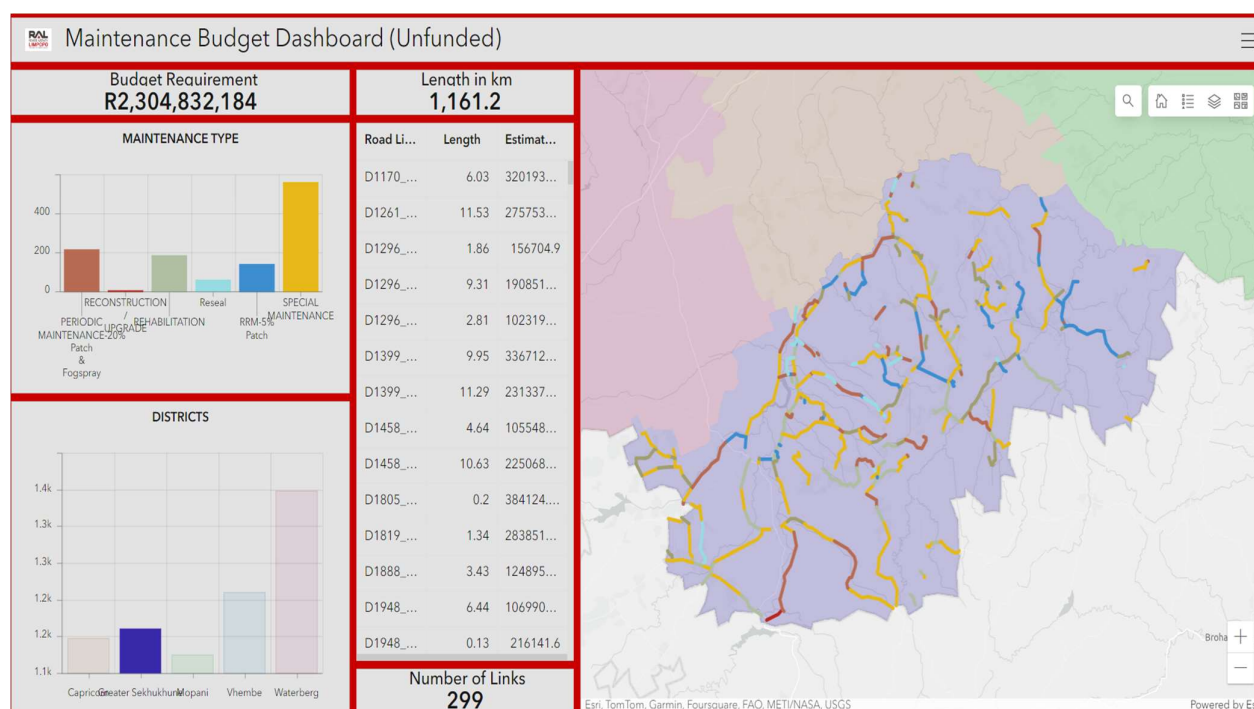 RAL
LIMPOPO
Maintenance Budget Dashboard (Unfunded)
Budget Requirement
R2,304,832,184
Length in km
1,161.2
MAINTENANCE TYPE
400
200
0
RECONSTRUCTION
/
UPGRADE
Reseal
SPECIAL
MAINTENANCE
PERIODIC
MAINTENANCE-20%
Patch
&
Fogspray
REHABILITATION
RRM-5%
Patch
DISTRICTS
1.4k
1.3k
1.3k
1.2k
1.2k
1.1k
Capricorn
Greater Sekhukhune
Mopani
Vhembe
Waterberg
Road Li... Length Estimat...
D1170_... 6.03 320193...
D1261_... 11.53 275753...
D1296_... 1.86 156704.9
D1296_... 9.31 190851...
D1296_... 2.81 102319...
D1399_... 9.95 336712...
D1399_... 11.29 231337...
D1458_... 4.64 105548...
D1458_... 10.63 225068...
D1805_... 0.2 384124....
D1819_... 1.34 283851...
D1888_... 3.43 124895...
D1948_... 6.44 106990...
D1948_... 0.13 216141.6
Number of Links
299
Broha
+
−
Esri, TomTom, Garmin, Foursquare, FAO, METI/NASA, USGS
Powered by Es